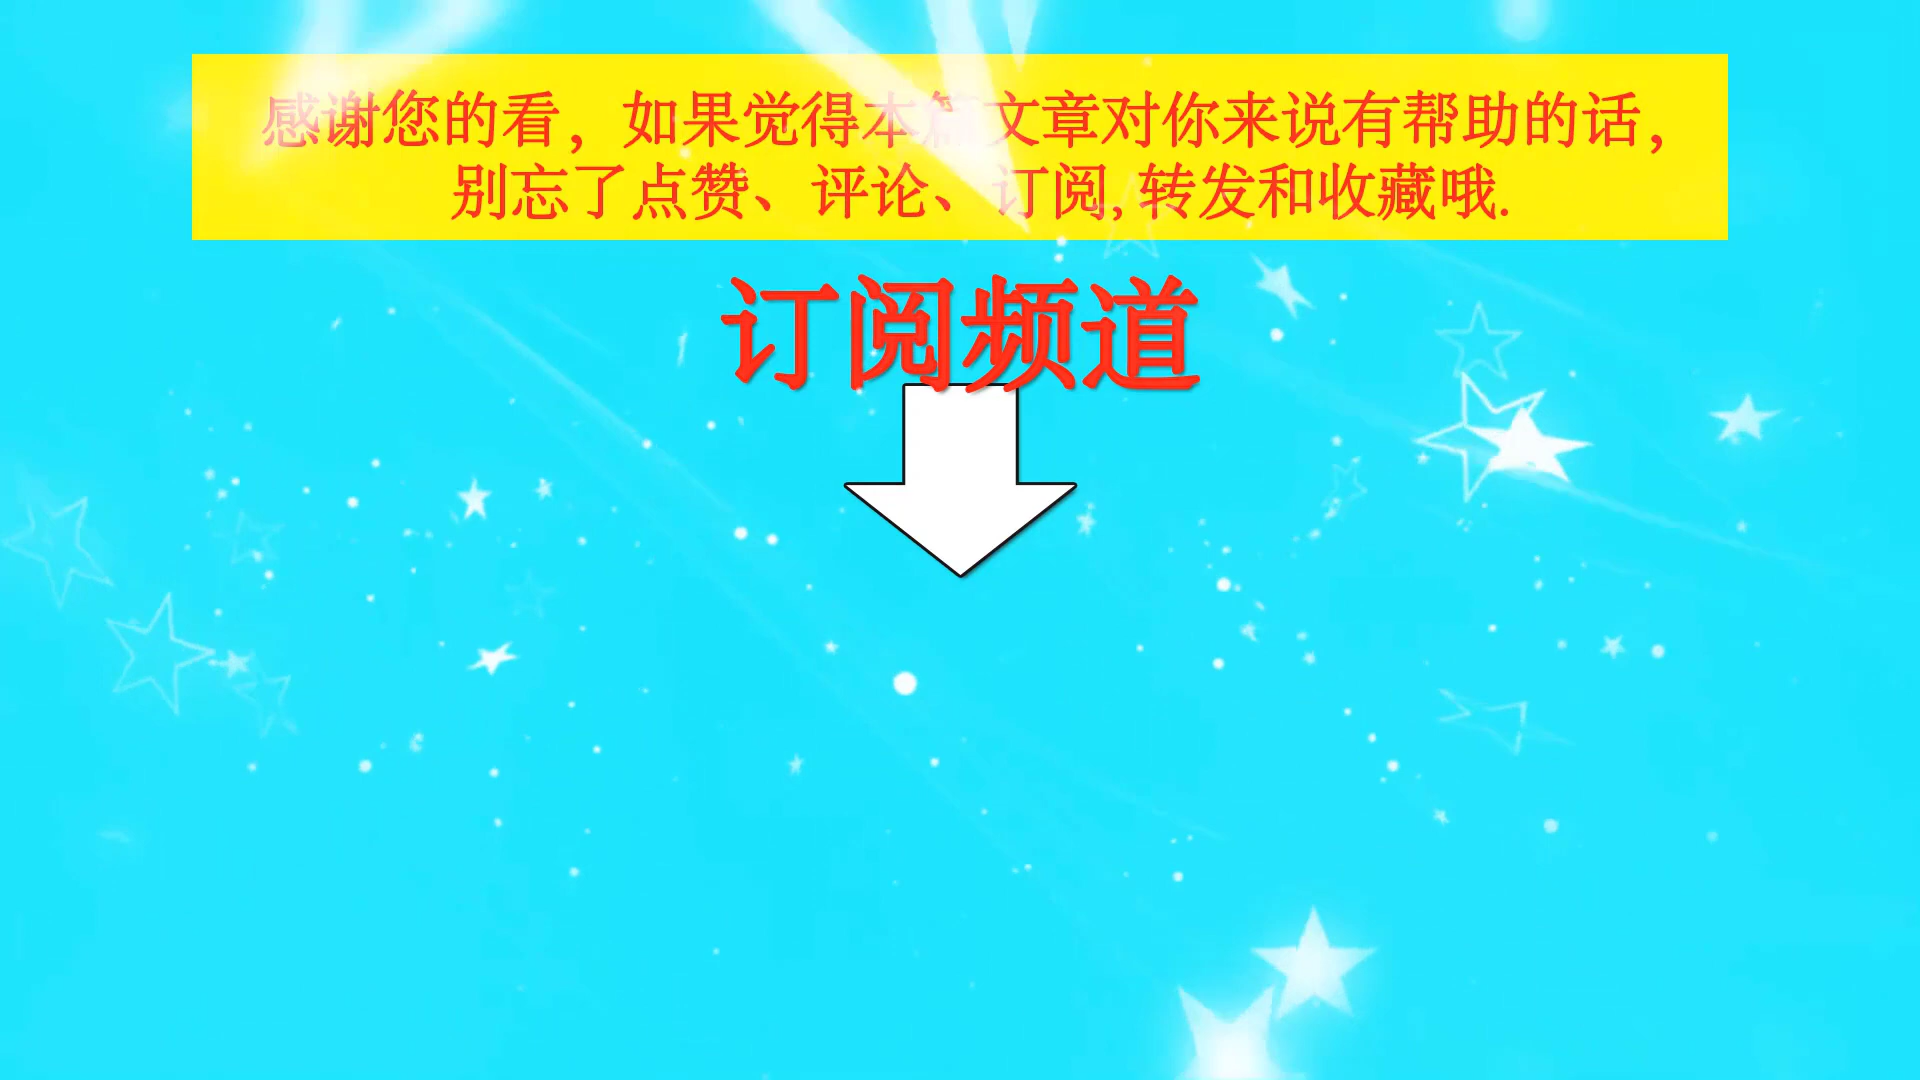 感谢您的看，如果觉得本篇文章对你来说有帮助的话，
别忘了点赞、评论、订阅,转发和收藏哦.
订阅频道